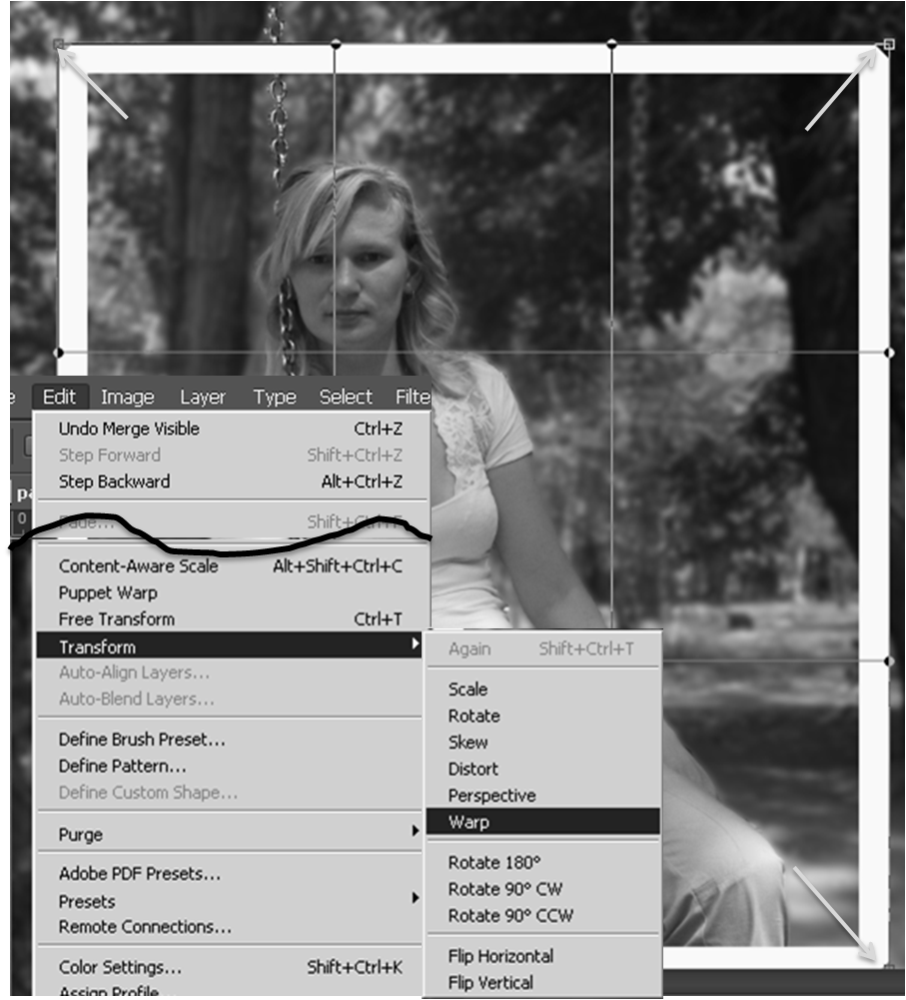 e Edit Image Layer Type Select Filte
Undo Merge Visible Ctrl+Z
Step Forward Shift+Ctrl+Z
Step Backward Alt+Ctrl+Z
pa
0
Fade... Shift+Ctrl+F
Content-Aware Scale Alt+Shift+Ctrl+C
Puppet Warp
Free Transform Ctrl+T
Transform
Auto-Align Layers...
Auto-Blend Layers...
Define Brush Preset...
Define Pattern...
Define Custom Shape...
Purge
Adobe PDF Presets...
Presets
Remote Connections...
Color Settings... Shift+Ctrl+K
Assign Profile...
Again Shift+Ctrl+T
Scale
Rotate
Skew
Distort
Perspective
Warp
Rotate 180°
Rotate 90° CW
Rotate 90° CCW
Flip Horizontal
Flip Vertical